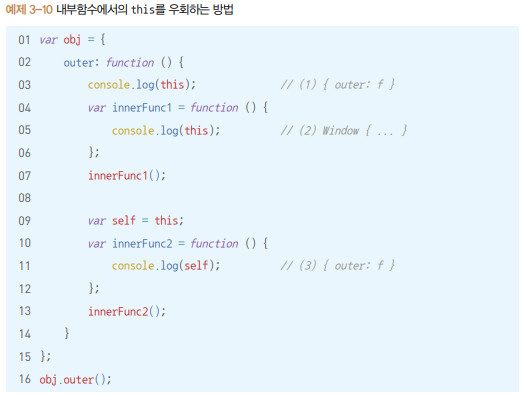 예제 3-10 내부함수에서의 this를 우회하는 방법
01 var obj = {
02 outer: function () {
03 console.log(this); // (1) { outer: f }
04 var innerFunc1 = function () {
05 console.log(this); // (2) Window { ... }
06 };
07 innerFunc1();
08
09 var self = this;
10 var innerFunc2 = function () {
11 console.log(self); // (3) { outer: f }
12 };
13 innerFunc2();
14 }
15 };
16 obj.outer();